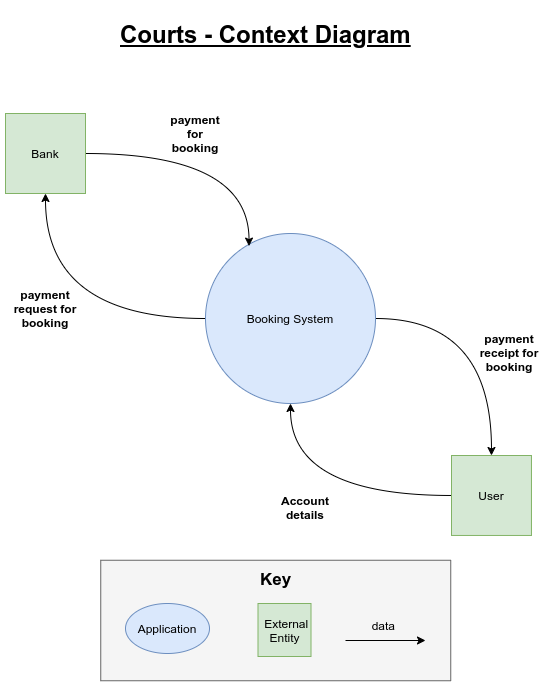 Courts - Context Diagram
payment
for
booking
Bank
payment
request for
booking
Booking System
payment
receipt for
booking
User
Account
details
Key
Application
External
Entity
data